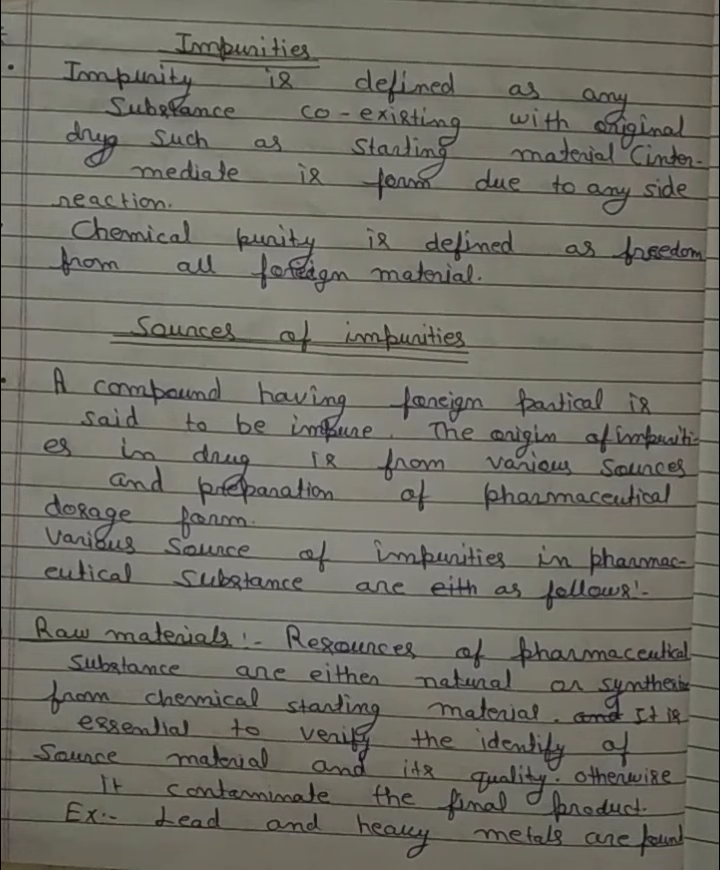 Impurities
• Impurity is defined as any
Substance co-existing with original
drug such as starting material (inter-
mediate is form due to any side
reaction.
Chemical purity is defined as freedom
from all foreign material.
Sources of impurities
• A compound having foreign partical is
said to be impure. The origin of impuriti-
es in drug is from various sources
and preparation of pharmaceutical
dosage form.
Various source of impurities in pharmac-
eutical substance are eith as follows:-
Raw materials:- Resources of pharmaceutical
substance are either natural or synthesize
from chemical starting material. and It is
essential to verify the identify of
Source material and its quality. otherwise
it contaminate the final product.
Ex:- Lead and heavy metals are found